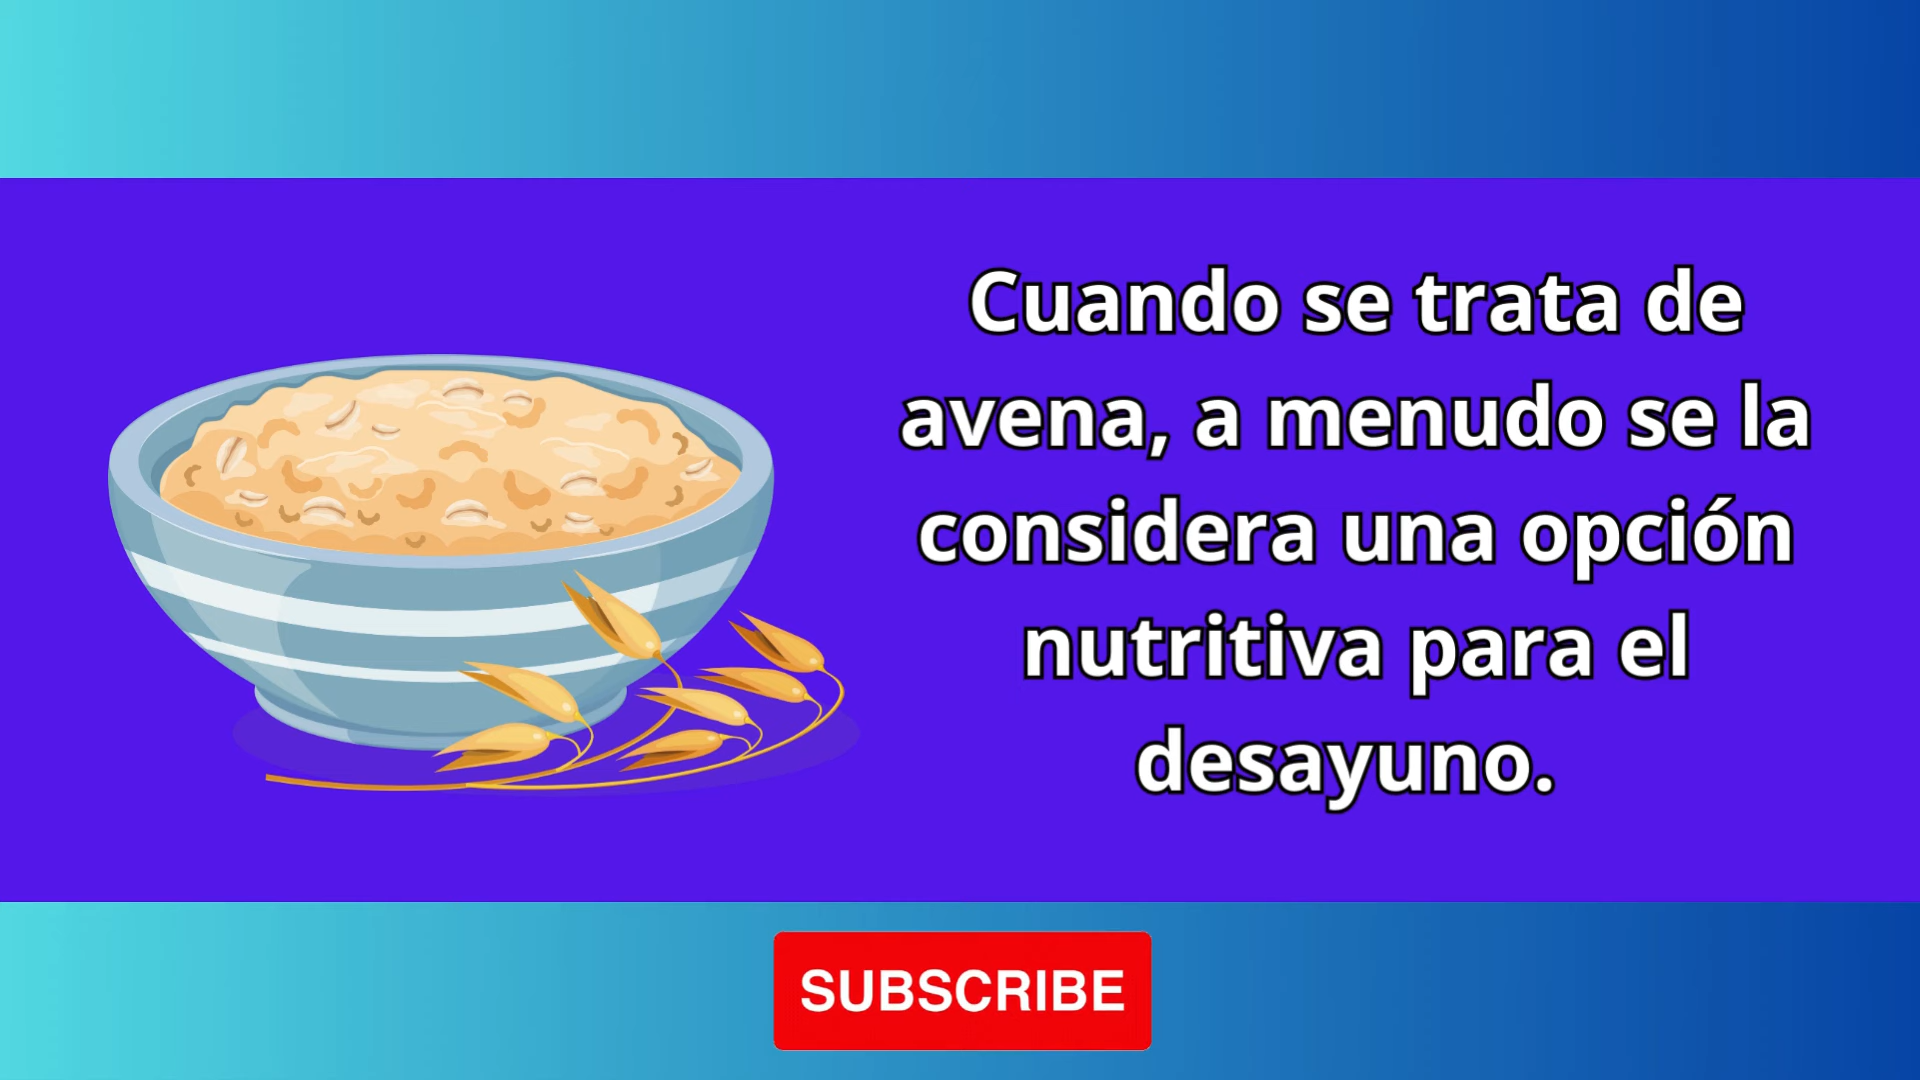 Cuando se trata de
avena, a menudo se la
considera una opción
nutritiva para el
desayuno.
SUBSCRIBE